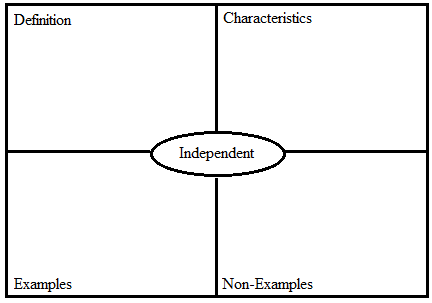 Definition
Characteristics
Independent
Examples
Non-Examples